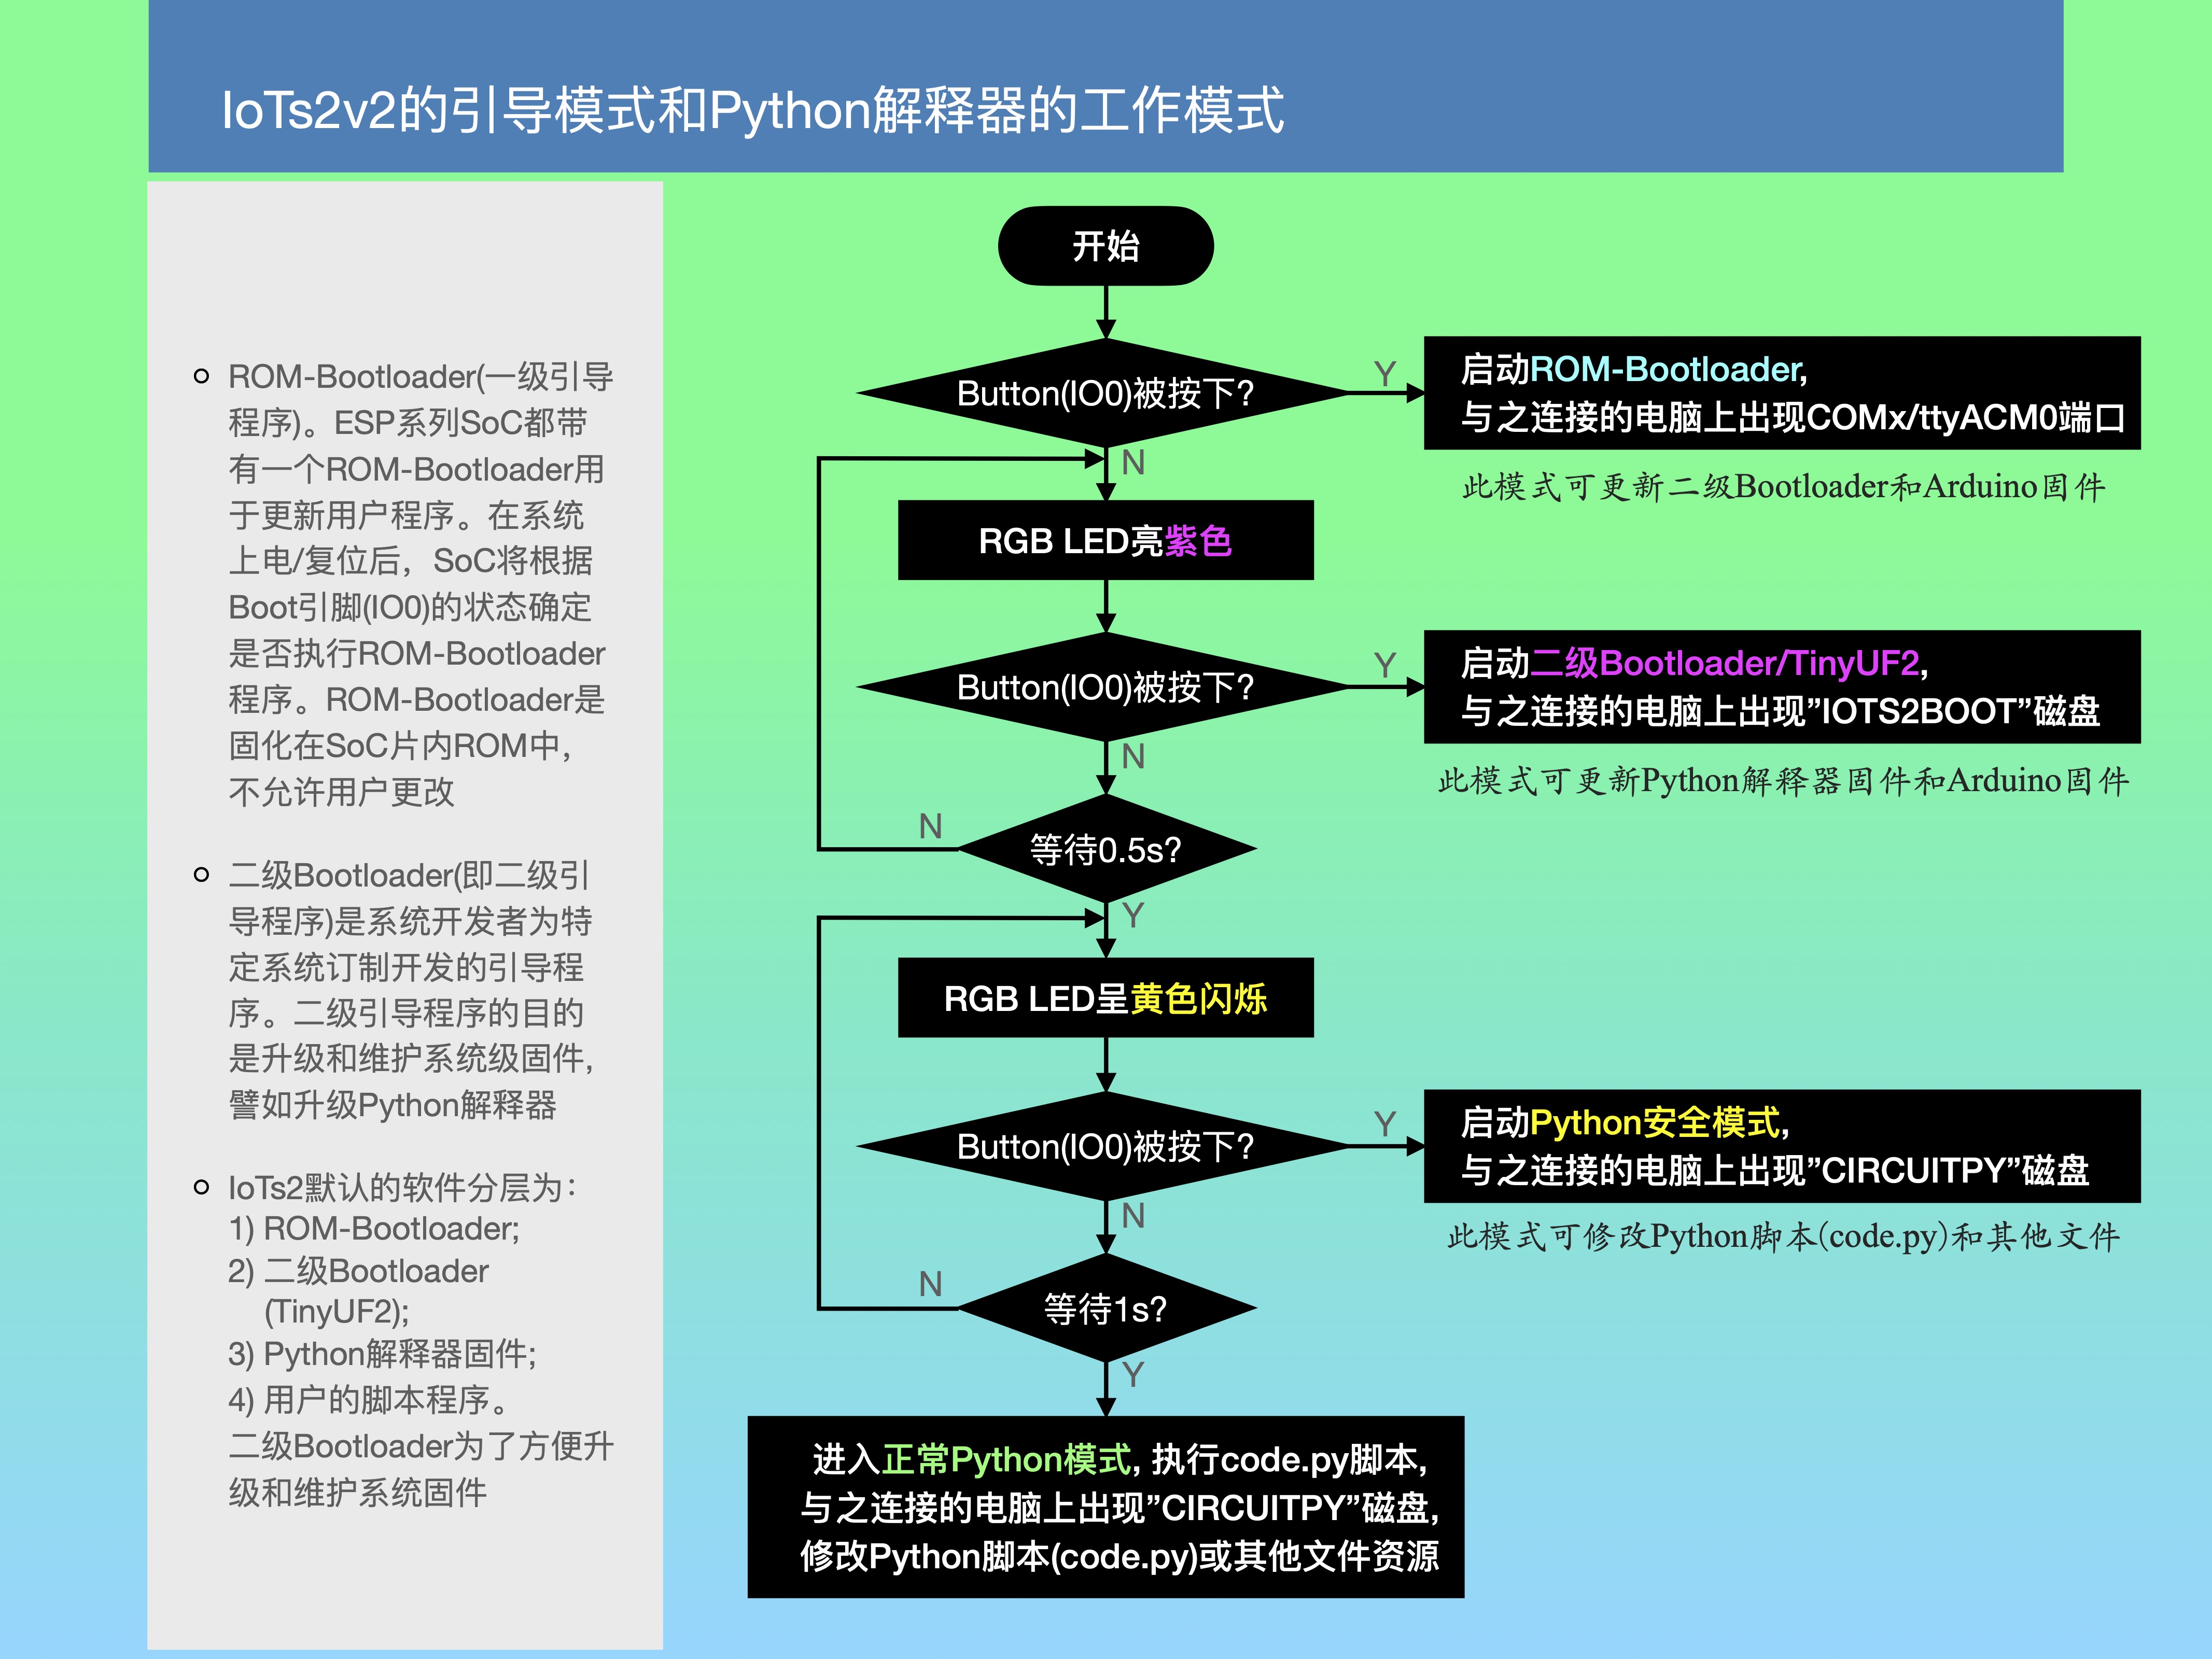 IoTs2v2的引导模式和Python解释器的工作模式
ROM-Bootloader(一级引导
程序)。ESP系列SoC都带
有一个ROM-Bootloader用
于更新用户程序。在系统
上电/复位后，SoC将根据
Boot引脚(IO0)的状态确定
是否执行ROM-Bootloader
程序。ROM-Bootloader是
固化在SoC片内ROM中，
不允许用户更改
二级Bootloader(即二级引
导程序)是系统开发者为特
定系统订制开发的引导程
序。二级引导程序的目的
是升级和维护系统级固件，
譬如升级Python解释器
IoTs2默认的软件分层为：
1) ROM-Bootloader;
2) 二级Bootloader
(TinyUF2);
3) Python解释器固件;
4) 用户的脚本程序。
二级Bootloader为了方便升
级和维护系统固件
开始
Button(IO0)被按下?
Y
启动ROM-Bootloader,
与之连接的电脑上出现COMx/ttyACM0端口
此模式可更新二级Bootloader和Arduino固件
N
RGB LED亮紫色
Button(IO0)被按下?
Y
启动二级Bootloader/TinyUF2,
与之连接的电脑上出现”IOTS2BOOT”磁盘
此模式可更新Python解释器固件和Arduino固件
N
等待0.5s?
N
Y
RGB LED呈黄色闪烁
Button(IO0)被按下?
Y
启动Python安全模式,
与之连接的电脑上出现”CIRCUITPY”磁盘
此模式可修改Python脚本(code.py)和其他文件
N
等待1s?
N
Y
进入正常Python模式, 执行code.py脚本,
与之连接的电脑上出现”CIRCUITPY”磁盘,
修改Python脚本(code.py)或其他文件资源